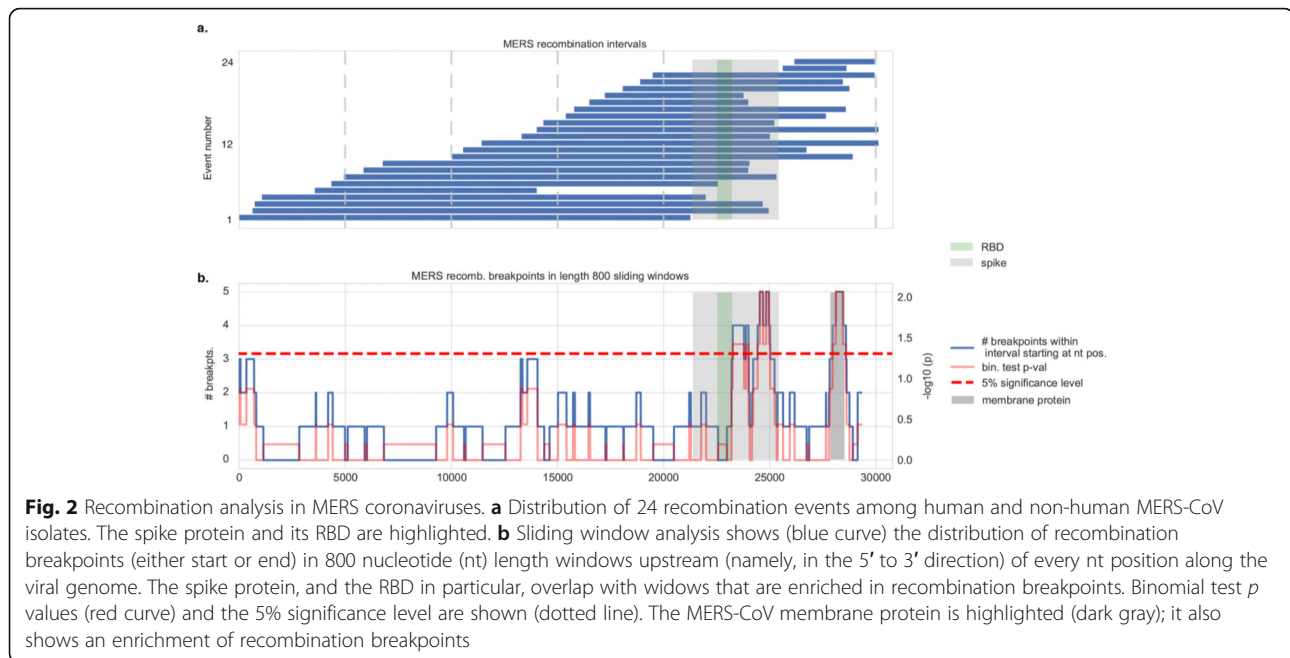 a.
MERS recombination intervals
24
12
1
Event number
RBD
spike
b.
MERS recomb. breakpoints in length 800 sliding windows
5
4
3
2
1
0
# breakpts.
2.0
1.5
1.0
0.5
0.0
-log10 (p)
0
5000
10000
15000
20000
25000
30000
# breakpoints within
interval starting at nt pos.
bin. test p-val
5% significance level
membrane protein
Fig. 2 Recombination analysis in MERS coronaviruses. a Distribution of 24 recombination events among human and non-human MERS-CoV
isolates. The spike protein and its RBD are highlighted. b Sliding window analysis shows (blue curve) the distribution of recombination
breakpoints (either start or end) in 800 nucleotide (nt) length windows upstream (namely, in the 5′ to 3′ direction) of every nt position along the
viral genome. The spike protein, and the RBD in particular, overlap with widows that are enriched in recombination breakpoints. Binomial test p
values (red curve) and the 5% significance level are shown (dotted line). The MERS-CoV membrane protein is highlighted (dark gray); it also
shows an enrichment of recombination breakpoints